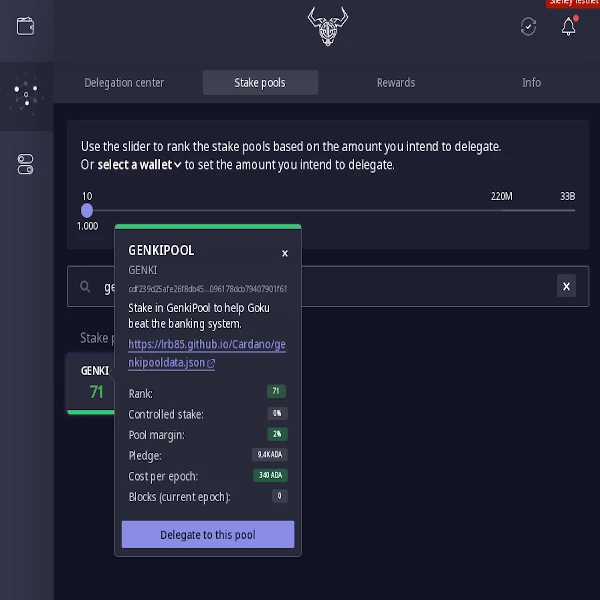 Shelley Testnet
Delegation center
Stake pools
Rewards
Info
Use the slider to rank the stake pools based on the amount you intend to delegate.
Or select a wallet to set the amount you intend to delegate.
10
220M
33B
1.000
GENKIPOOL
x
GENKI
cdf239d25afe26f8db45...096178dcb79407901f61
ge
x
Stake in GenkiPool to help Goku
beat the banking system.
Stake p
https://lrb85.github.io/Cardano/ge
nkipooldata.json
GENKI
71
Rank: 71
Controlled stake: 0%
Pool margin: 2%
Pledge: 9,4K ADA
Cost per epoch: 340 ADA
Blocks (current epoch): 0
Delegate to this pool